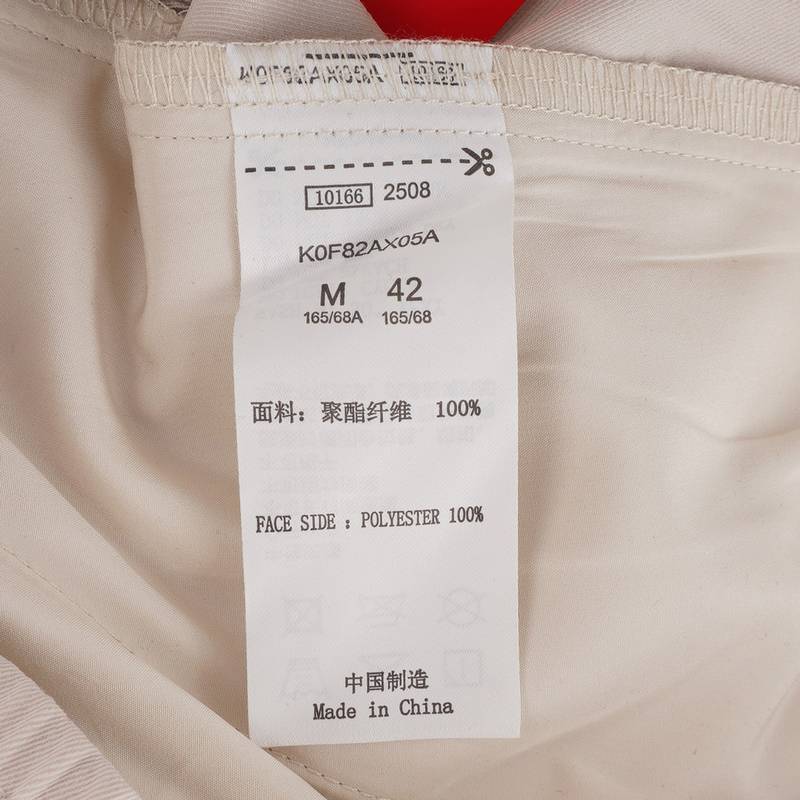 10166 2508
K0F82AX05A
M 42
165/68A 165/68
面料：聚酯纤维 100%
FACE SIDE : POLYESTER 100%
中国制造
Made in China